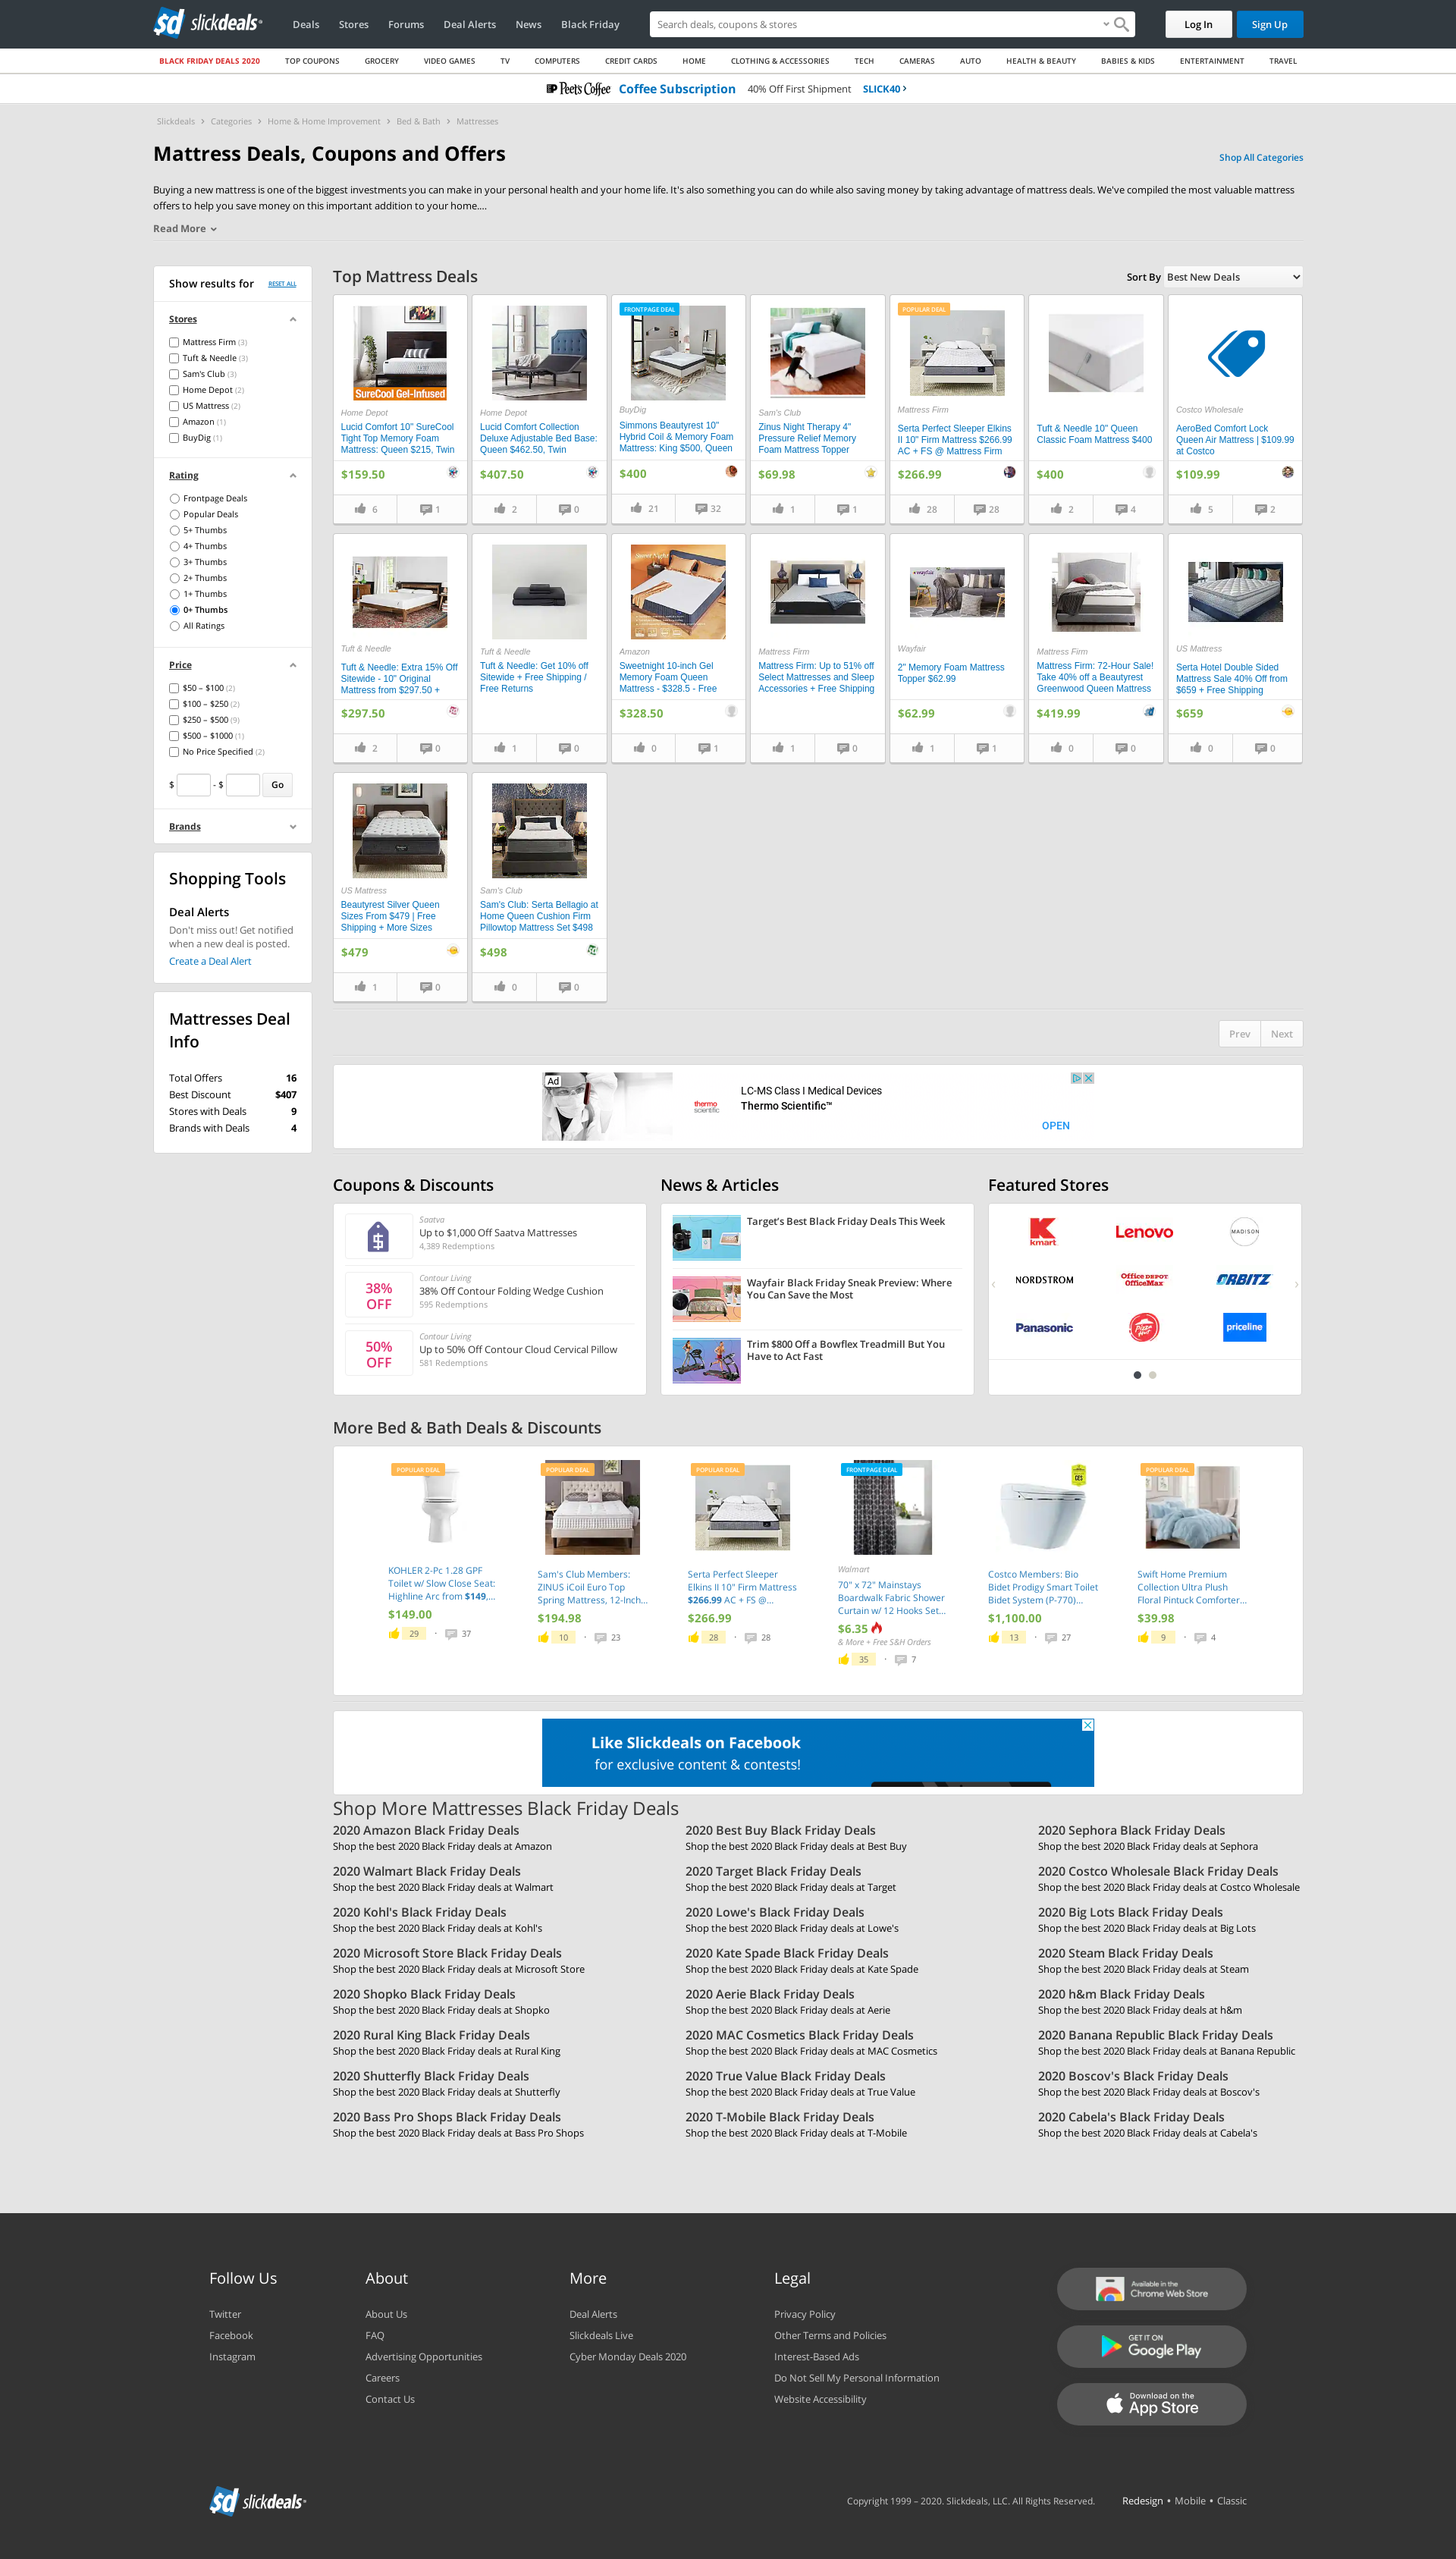 slickdeals
Deals
Stores
Forums
Deal Alerts
News
Black Friday
Search deals, coupons & stores
Log In
Sign Up
BLACK FRIDAY DEALS 2020
TOP COUPONS
GROCERY
VIDEO GAMES
TV
COMPUTERS
CREDIT CARDS
HOME
CLOTHING & ACCESSORIES
TECH
CAMERAS
AUTO
HEALTH & BEAUTY
BABIES & KIDS
ENTERTAINMENT
TRAVEL
Peet's Coffee Coffee Subscription 40% Off First Shipment SLICK40 ›
Slickdeals › Categories › Home & Home Improvement › Bed & Bath › Mattresses
Mattress Deals, Coupons and Offers
Shop All Categories
Buying a new mattress is one of the biggest investments you can make in your personal health and your home life. It's also something you can do while also saving money by taking advantage of mattress deals. We've compiled the most valuable mattress
offers to help you save money on this important addition to your home....
Read More
Show results for
RESET ALL
Stores
Mattress Firm (3)
Tuft & Needle (3)
Sam's Club (3)
Home Depot (2)
US Mattress (2)
Amazon (1)
BuyDig (1)
Rating
Frontpage Deals
Popular Deals
5+ Thumbs
4+ Thumbs
3+ Thumbs
2+ Thumbs
1+ Thumbs
0+ Thumbs
All Ratings
Price
$50 – $100 (2)
$100 – $250 (2)
$250 – $500 (9)
$500 – $1000 (1)
No Price Specified (2)
$ - $ Go
Brands
Shopping Tools
Deal Alerts
Don't miss out! Get notified
when a new deal is posted.
Create a Deal Alert
Mattresses Deal
Info
Total Offers 16
Best Discount $407
Stores with Deals 9
Brands with Deals 4
Top Mattress Deals
Sort By Best New Deals
SureCool Gel-Infused
Home Depot
Lucid Comfort 10" SureCool
Tight Top Memory Foam
Mattress: Queen $215, Twin
$159.50
6
1
Home Depot
Lucid Comfort Collection
Deluxe Adjustable Bed Base:
Queen $462.50, Twin
$407.50
2
0
FRONTPAGE DEAL
BuyDig
Simmons Beautyrest 10"
Hybrid Coil & Memory Foam
Mattress: King $500, Queen
$400
21
32
Sam's Club
Zinus Night Therapy 4"
Pressure Relief Memory
Foam Mattress Topper
$69.98
1
1
POPULAR DEAL
Mattress Firm
Serta Perfect Sleeper Elkins
II 10" Firm Mattress $266.99
AC + FS @ Mattress Firm
$266.99
28
28
Tuft & Needle 10" Queen
Classic Foam Mattress $400
$400
2
4
Costco Wholesale
AeroBed Comfort Lock
Queen Air Mattress | $109.99
at Costco
$109.99
5
2
Tuft & Needle
Tuft & Needle: Extra 15% Off
Sitewide - 10" Original
Mattress from $297.50 +
$297.50
2
0
Tuft & Needle
Tuft & Needle: Get 10% off
Sitewide + Free Shipping /
Free Returns
1
0
Sweet Night
Amazon
Sweetnight 10-inch Gel
Memory Foam Queen
Mattress - $328.5 - Free
$328.50
0
1
Mattress Firm
Mattress Firm: Up to 51% off
Select Mattresses and Sleep
Accessories + Free Shipping
1
0
wayfair
Wayfair
2" Memory Foam Mattress
Topper $62.99
$62.99
1
1
Mattress Firm
Mattress Firm: 72-Hour Sale!
Take 40% off a Beautyrest
Greenwood Queen Mattress
$419.99
0
0
US Mattress
Serta Hotel Double Sided
Mattress Sale 40% Off from
$659 + Free Shipping
$659
0
0
US Mattress
Beautyrest Silver Queen
Sizes From $479 | Free
Shipping + More Sizes
$479
1
0
Sam's Club
Sam's Club: Serta Bellagio at
Home Queen Cushion Firm
Pillowtop Mattress Set $498
$498
0
0
Prev
Next
Ad
thermo
scientific
LC-MS Class I Medical Devices
Thermo Scientific™
OPEN
Coupons & Discounts
Saatva
Up to $1,000 Off Saatva Mattresses
4,389 Redemptions
38%
OFF
Contour Living
38% Off Contour Folding Wedge Cushion
595 Redemptions
50%
OFF
Contour Living
Up to 50% Off Contour Cloud Cervical Pillow
581 Redemptions
News & Articles
Target's Best Black Friday Deals This Week
Wayfair Black Friday Sneak Preview: Where
You Can Save the Most
Trim $800 Off a Bowflex Treadmill But You
Have to Act Fast
Featured Stores
kmart
Lenovo
MADISON
NORDSTROM
Office DEPOT
OfficeMax
ORBITZ
Panasonic
Pizza Hut
priceline
More Bed & Bath Deals & Discounts
POPULAR DEAL
KOHLER 2-Pc 1.28 GPF
Toilet w/ Slow Close Seat:
Highline Arc from $149,...
$149.00
29 · 37
POPULAR DEAL
Sam's Club Members:
ZINUS iCoil Euro Top
Spring Mattress, 12-Inch...
$194.98
10 · 23
POPULAR DEAL
Serta Perfect Sleeper
Elkins II 10" Firm Mattress
$266.99 AC + FS @...
$266.99
28 · 28
FRONTPAGE DEAL
Walmart
70" x 72" Mainstays
Boardwalk Fabric Shower
Curtain w/ 12 Hooks Set...
$6.35
& More + Free S&H Orders
35 · 7
Costco Members: Bio
Bidet Prodigy Smart Toilet
Bidet System (P-770)...
$1,100.00
13 · 27
POPULAR DEAL
Swift Home Premium
Collection Ultra Plush
Floral Pintuck Comforter...
$39.98
9 · 4
Like Slickdeals on Facebook
for exclusive content & contests!
Shop More Mattresses Black Friday Deals
2020 Amazon Black Friday Deals
Shop the best 2020 Black Friday deals at Amazon
2020 Best Buy Black Friday Deals
Shop the best 2020 Black Friday deals at Best Buy
2020 Sephora Black Friday Deals
Shop the best 2020 Black Friday deals at Sephora
2020 Walmart Black Friday Deals
Shop the best 2020 Black Friday deals at Walmart
2020 Target Black Friday Deals
Shop the best 2020 Black Friday deals at Target
2020 Costco Wholesale Black Friday Deals
Shop the best 2020 Black Friday deals at Costco Wholesale
2020 Kohl's Black Friday Deals
Shop the best 2020 Black Friday deals at Kohl's
2020 Lowe's Black Friday Deals
Shop the best 2020 Black Friday deals at Lowe's
2020 Big Lots Black Friday Deals
Shop the best 2020 Black Friday deals at Big Lots
2020 Microsoft Store Black Friday Deals
Shop the best 2020 Black Friday deals at Microsoft Store
2020 Kate Spade Black Friday Deals
Shop the best 2020 Black Friday deals at Kate Spade
2020 Steam Black Friday Deals
Shop the best 2020 Black Friday deals at Steam
2020 Shopko Black Friday Deals
Shop the best 2020 Black Friday deals at Shopko
2020 Aerie Black Friday Deals
Shop the best 2020 Black Friday deals at Aerie
2020 h&m Black Friday Deals
Shop the best 2020 Black Friday deals at h&m
2020 Rural King Black Friday Deals
Shop the best 2020 Black Friday deals at Rural King
2020 MAC Cosmetics Black Friday Deals
Shop the best 2020 Black Friday deals at MAC Cosmetics
2020 Banana Republic Black Friday Deals
Shop the best 2020 Black Friday deals at Banana Republic
2020 Shutterfly Black Friday Deals
Shop the best 2020 Black Friday deals at Shutterfly
2020 True Value Black Friday Deals
Shop the best 2020 Black Friday deals at True Value
2020 Boscov's Black Friday Deals
Shop the best 2020 Black Friday deals at Boscov's
2020 Bass Pro Shops Black Friday Deals
Shop the best 2020 Black Friday deals at Bass Pro Shops
2020 T-Mobile Black Friday Deals
Shop the best 2020 Black Friday deals at T-Mobile
2020 Cabela's Black Friday Deals
Shop the best 2020 Black Friday deals at Cabela's
Follow Us
Twitter
Facebook
Instagram
About
About Us
FAQ
Advertising Opportunities
Careers
Contact Us
More
Deal Alerts
Slickdeals Live
Cyber Monday Deals 2020
Legal
Privacy Policy
Other Terms and Policies
Interest-Based Ads
Do Not Sell My Personal Information
Website Accessibility
Available in the
Chrome Web Store
GET IT ON
Google Play
Download on the
App Store
slickdeals
Copyright 1999 – 2020. Slickdeals, LLC. All Rights Reserved.
Redesign • Mobile • Classic